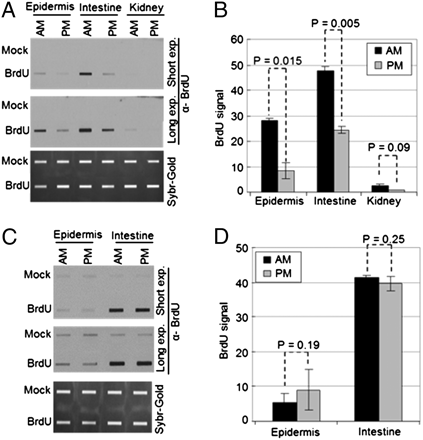 A
Epidermis Intestine Kidney
AM PM AM PM AM PM
Mock
BrdU
Short exp.
Mock
BrdU
Long exp.
α- BrdU
Mock
BrdU
Sybr-Gold
B
P = 0.005
P = 0.015
P = 0.09
AM
PM
BrdU signal
60
50
40
30
20
10
0
Epidermis Intestine Kidney
C
Epidermis Intestine
AM PM AM PM
Mock
BrdU
Short exp.
Mock
BrdU
Long exp.
α- BrdU
Mock
BrdU
Sybr-Gold
D
P = 0.25
P = 0.19
AM
PM
BrdU signal
50
40
30
20
10
0
Epidermis Intestine